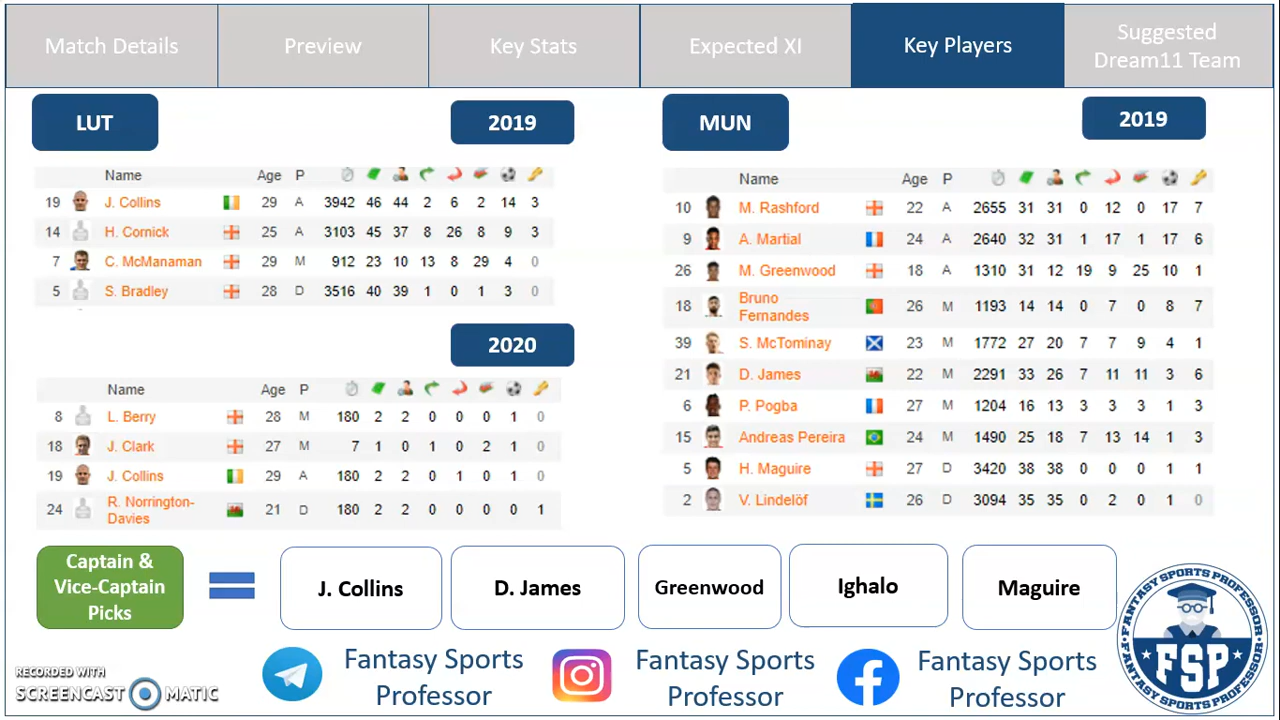 Match Details
Preview
Key Stats
Expected XI
Key Players
Suggested
Dream11 Team
LUT
2019
Name Age P
19 J. Collins 29 A 3942 46 44 2 6 2 14 3
14 H. Cornick 25 A 3103 45 37 8 26 8 9 3
7 C. McManaman 29 M 912 23 10 13 8 29 4 0
5 S. Bradley 28 D 3516 40 39 1 0 1 3 0
2020
Name Age P
8 L. Berry 28 M 180 2 2 0 0 0 1 0
18 J. Clark 27 M 7 1 0 1 0 2 1 0
19 J. Collins 29 A 180 2 2 0 1 0 1 0
24 R. Norrington-
Davies 21 D 180 2 2 0 0 0 0 1
MUN
2019
Name Age P
10 M. Rashford 22 A 2655 31 31 0 12 0 17 7
9 A. Martial 24 A 2640 32 31 1 17 1 17 6
26 M. Greenwood 18 A 1310 31 12 19 9 25 10 1
18 Bruno
Fernandes 26 M 1193 14 14 0 7 0 8 7
39 S. McTominay 23 M 1772 27 20 7 7 9 4 1
21 D. James 22 M 2291 33 26 7 11 11 3 6
6 P. Pogba 27 M 1204 16 13 3 3 3 1 3
15 Andreas Pereira 24 M 1490 25 18 7 13 14 1 3
5 H. Maguire 27 D 3420 38 38 0 0 0 1 1
2 V. Lindelöf 26 D 3094 35 35 0 2 0 1 0
Captain &
Vice-Captain
Picks
J. Collins
D. James
Greenwood
Ighalo
Maguire
RECORDED WITH
SCREENCAST MATIC
Fantasy Sports
Professor
Fantasy Sports
Professor
Fantasy Sports
Professor
FANTASY SPORTS PROFESSOR
FSP
FANTASY SPORTS PROFESSOR